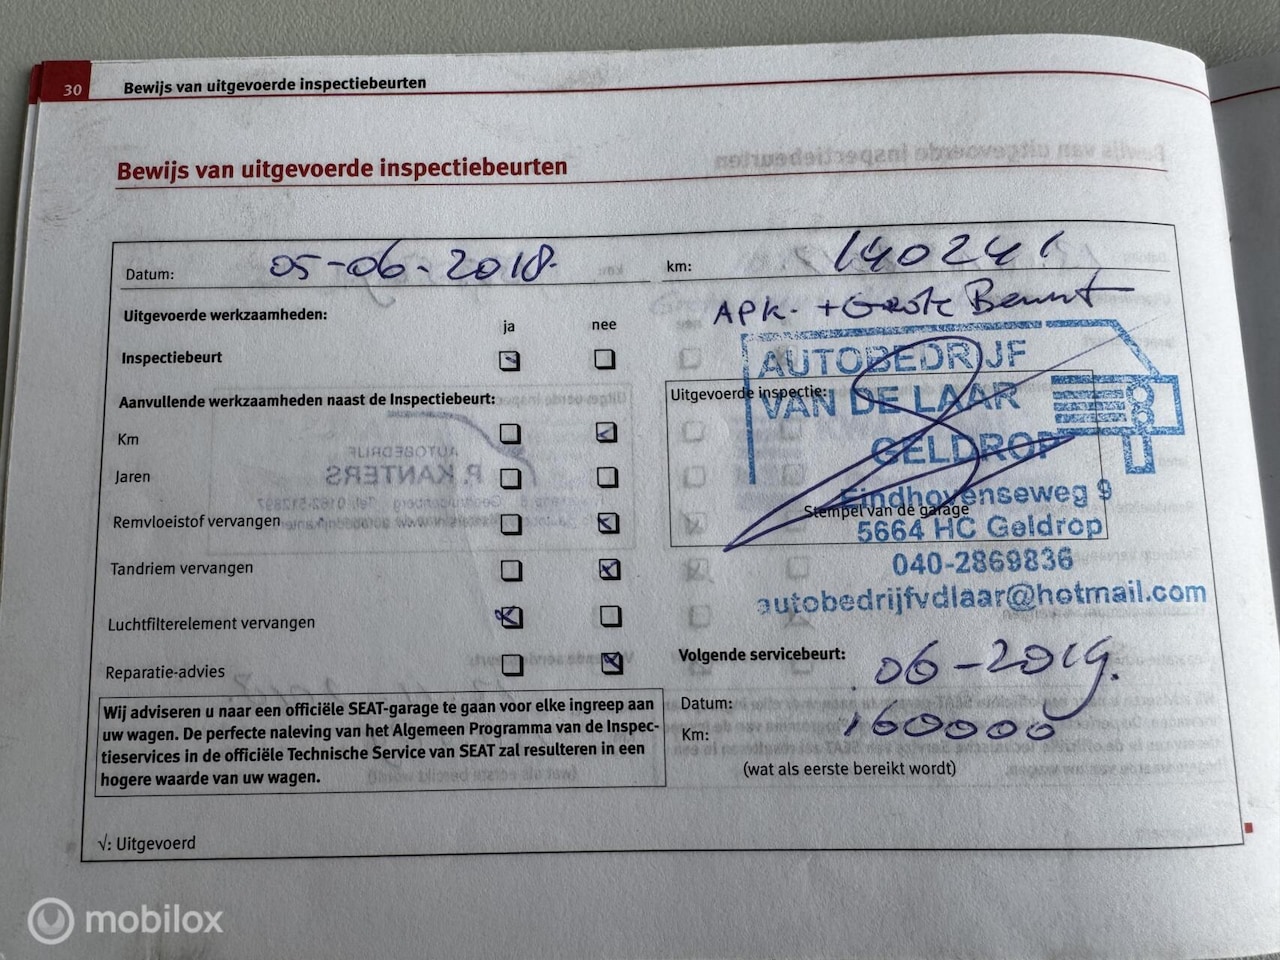 30
Bewijs van uitgevoerde inspectiebeurten
Bewijs van uitgevoerde inspectiebeurten
Datum: 05-06-2018
km: 140241
Uitgevoerde werkzaamheden:
ja nee
APK- + Grote Beurt
Inspectiebeurt
AUTOBEDRIJF
Uitgevoerde inspectie:
VAN DE LAAR
GELDROP
Aanvullende werkzaamheden naast de Inspectiebeurt:
Km
Jaren
Eindhovenseweg 9
Stempel van de garage
Remvloeistof vervangen
5664 HC Geldrop
Tandriem vervangen
040-2869836
autobedrijfvdlaar@hotmail.com
Luchtfilterelement vervangen
Reparatie-advies
Volgende servicebeurt:
Datum: 06-2019.
Km: 160000
(wat als eerste bereikt wordt)
Wij adviseren u naar een officiële SEAT-garage te gaan voor elke ingreep aan
uw wagen. De perfecte naleving van het Algemeen Programma van de Inspec-
tieservices in de officiële Technische Service van SEAT zal resulteren in een
hogere waarde van uw wagen.
√: Uitgevoerd
mobilox